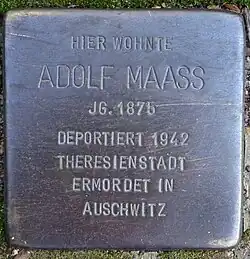 HIER WOHNTE
ADOLF MAASS
JG. 1875
DEPORTIERT 1942
THERESIENSTADT
ERMORDET IN
AUSCHWITZ